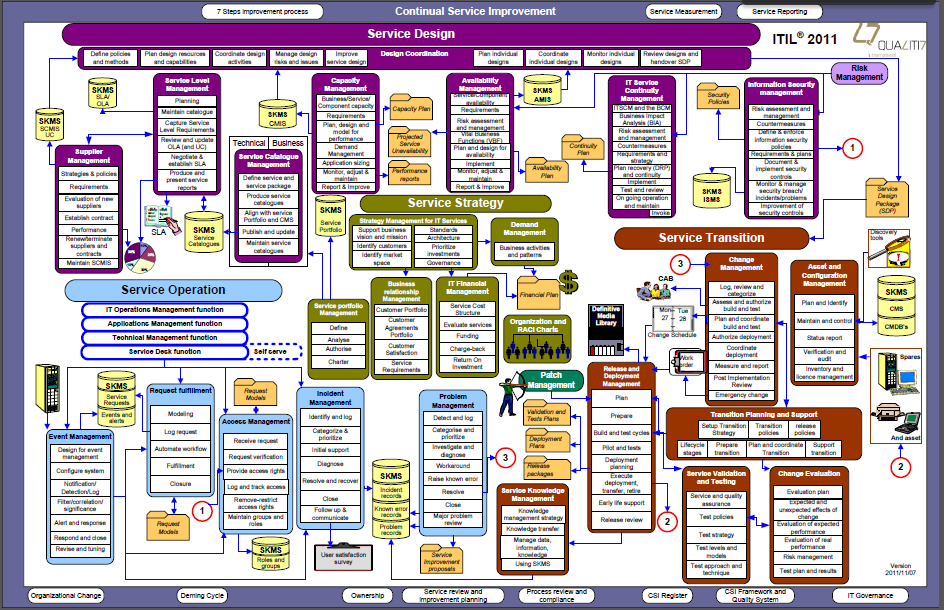 7 Steps improvement process
Continual Service Improvement
Service Measurement
Service Reporting
Service Design
ITIL® 2011
QUALITI7
Define policies
and methods
Plan design resources
and capabilities
Coordinate design
activities
Manage design
risks and issues
Improve
service design
Design Coordination
Plan individual
designs
Coordinate
individual designs
Monitor individual
designs
Review designs and
handover SDP
Risk
Management
SKMS
SLA/
OLA
SKMS
SCMIS
UC
Service Level
Management
Planning
Maintain catalogue
Capture Service
Level Requirements
Review and update
OLA (and UC)
Negotiate &
establish SLA
Produce and
present service
reports
Supplier
Management
Strategies & policies
Requirements
Evaluation of new
suppliers
Establish contract
Performance
Renew/terminate
suppliers and
contracts
Maintain SCMIS
SLA
SKMS
Service
Catalogues
SKMS
CMIS
Technical
Business
Service Catalogue
Management
Define service and
service package
Produce service
catalogues
Align with service
Portfolio and CMS
Publish and update
Maintain service
catalogues
Capacity
Management
Business/Service/
Component capacity
Requirements
Plan, design and
model for
performance
Demand
Management
Application sizing
Monitor, adjust &
maintain
Report & Improve
Capacity Plan
Projected
Service
Unavailability
Performance
reports
Availability
Management
Service/Component
availability
Requirements
Risk assessment
and management
Vital Business
Functions (VBF)
Plan and design for
availability
Implement
Monitor, adjust &
maintain
Report & Improve
SKMS
AMIS
Availability
Plan
Continuity
Plan
IT Service
Continuity
Management
ITSCM and the BCM
Business Impact
Analysis (BIA)
Risk assessment
and management
Countermeasures
Requirements and
strategy
Plan recovery (DRP)
and continuity
Implement
Test and review
On going operation
and maintain
Invoke
Security
Policies
SKMS
ISMS
Information Security
management
Risk assessment and
management
Countermeasures
Define & enforce
information security
policies
Requirements & plans
Document &
Implement security
controls
Monitor & manage
security breach/
Incidents/problems
Improvement of
security controls
1
Service
Design
Package
(SDP)
SKMS
Service
Portfolio
Service Strategy
Strategy Management for IT Services
Support business
vision and mission
Identify customers
Identify market
space
Standards
Architecture
Prioritize
investments
Governance
Demand
Management
Business activities
and patterns
Service portfolio
Management
Define
Analyse
Authorise
Charter
Business
relationship
Management
Customer Portfolio
Customer
Agreements
Portfolio
Customer
Satisfaction
Service
Requirements
IT Financial
Management
Service Cost
Structure
Evaluate services
Funding
Charge-back
Return On
Investment
Financial Plan
$
Organization and
RACI Charts
Service Transition
3
CAB
Mon- Tue
27 - 28
Change Schedule
Work
order
Definitive
Media
Library
Change
Management
Log, review and
categorize
Assess and authorize
build and test
Plan and coordinate
build and test
Authorize deployment
Coordinate
deployment
Measure and report
Post Implementation
Review
Emergency change
Asset and
Configuration
Management
Plan and Identify
Maintain and control
Status report
Verification and
audit
Inventory and
licence management
Discovery
tools
SKMS
CMS
CMDB's
Spares
And asset
2
Service Operation
IT Operations Management function
Applications Management function
Technical Management function
Service Desk function
Self serve
SKMS
Service
Requests
Events and
alerts
Event Management
Design for event
management
Configure system
Notification/
Detection/Log
Filter/correlation/
significance
Alert and response
Respond and close
Revise and tuning
Request fulfillment
Modeling
Log request
Automate workflow
Fulfillment
Closure
1
Request
Models
Request
Models
Access Management
Receive request
Request verification
Provide access rights
Log and track access
Remove-restrict
access rights
Maintain groups and
roles
SKMS
Roles and
groups
Incident
Management
Identify and log
Categorize &
prioritize
Initial support
Diagnose
Resolve and recover
Close
Follow up &
communicate
User satisfaction
survey
SKMS
Incident
records
Known error
records
Problem
records
Problem
Management
Detect and log
Categorise and
prioritize
Investigate and
diagnose
Workaround
Raise known error
Resolve
Close
Major problem
review
3
Service
Improvement
proposals
Patch
Management
Validation and
Tests Plans
Deployment
Plans
Release
packages
Service Knowledge
Management
Knowledge
management strategy
Knowledge transfer
Manage data,
information,
knowledge
Using SKMS
Release and
Deployment
Management
Plan
Prepare
Build and test cycles
Pilot and tests
Deployment
planning
Execute
deployment,
transfer, retire
Early life support
Release review
2
Transition Planning and Support
Setup Transition
Strategy
Transition
policies
release
policies
Lifecycle
stages
Prepare
transition
Plan and coordinate
Transition
Support
transition
Service Validation
and Testing
Service and quality
assurance
Test policies
Test strategy
Test levels and
models
Test approach and
technique
Change Evaluation
Evaluation plan
Expected and
unexpected effects of
change
Evaluation of expected
performance
Evaluation of real
performance
Risk management
Test plan and results
Version
2011/11/07
Organizational Change
Deming Cycle
Ownership
Service review and
Improvement planning
Process review and
compliance
CSI Register
CSI Framework and
Quality System
IT Governance